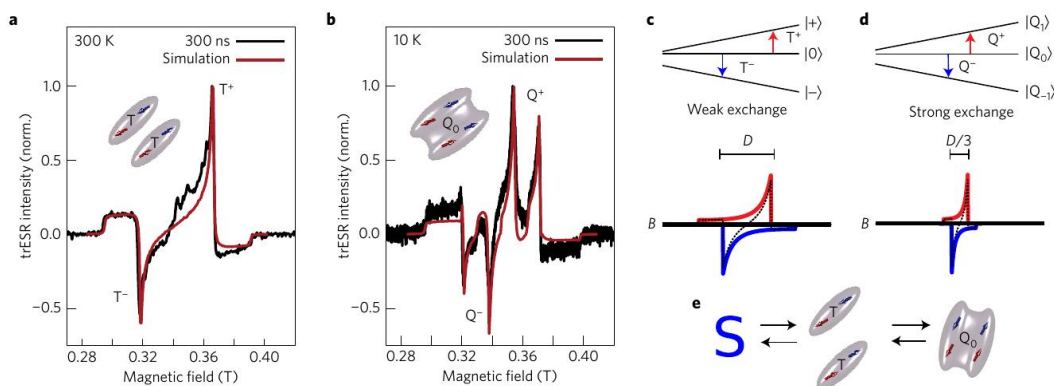 a
300 K
300 ns
Simulation
T⁺
T
T
T⁻
trESR intensity (norm.)
1.0
0.5
0.0
−0.5
0.28 0.32 0.36 0.40
Magnetic field (T)
b
10 K
300 ns
Simulation
Q⁺
Q₀
Q⁻
trESR intensity (norm.)
1.0
0.5
0.0
−0.5
0.28 0.32 0.36 0.40
Magnetic field (T)
c
|+⟩
T⁺
|0⟩
T⁻
|−⟩
Weak exchange
D
B
d
|Q₁⟩
Q⁺
|Q₀⟩
Q⁻
|Q₋₁⟩
Strong exchange
D/3
B
e
S
T
T
Q₀